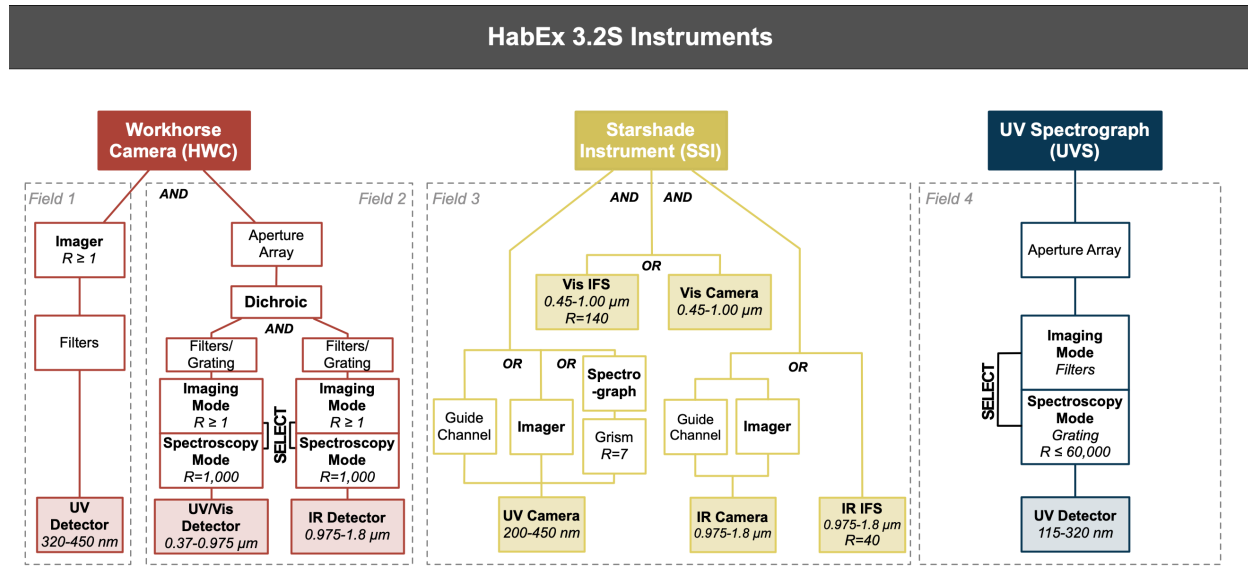 HabEx 3.2S Instruments
Workhorse
Camera (HWC)
Field 1
AND
Field 2
Imager
R ≥ 1
Filters
UV
Detector
320-450 nm
Aperture
Array
Dichroic
AND
Filters/
Grating
Imaging
Mode
R ≥ 1
Spectroscopy
Mode
R=1,000
UV/Vis
Detector
0.37-0.975 µm
SELECT
Filters/
Grating
Imaging
Mode
R ≥ 1
Spectroscopy
Mode
R=1,000
IR Detector
0.975-1.8 µm
Starshade
Instrument (SSI)
Field 3
AND
AND
OR
Vis IFS
0.45-1.00 µm
R=140
Vis Camera
0.45-1.00 µm
OR
OR
Guide
Channel
Imager
Spectro
-graph
Grism
R=7
UV Camera
200-450 nm
OR
Guide
Channel
Imager
IR Camera
0.975-1.8 µm
IR IFS
0.975-1.8 µm
R=40
UV Spectrograph
(UVS)
Field 4
Aperture Array
SELECT
Imaging
Mode
Filters
Spectroscopy
Mode
Grating
R ≤ 60,000
UV Detector
115-320 nm